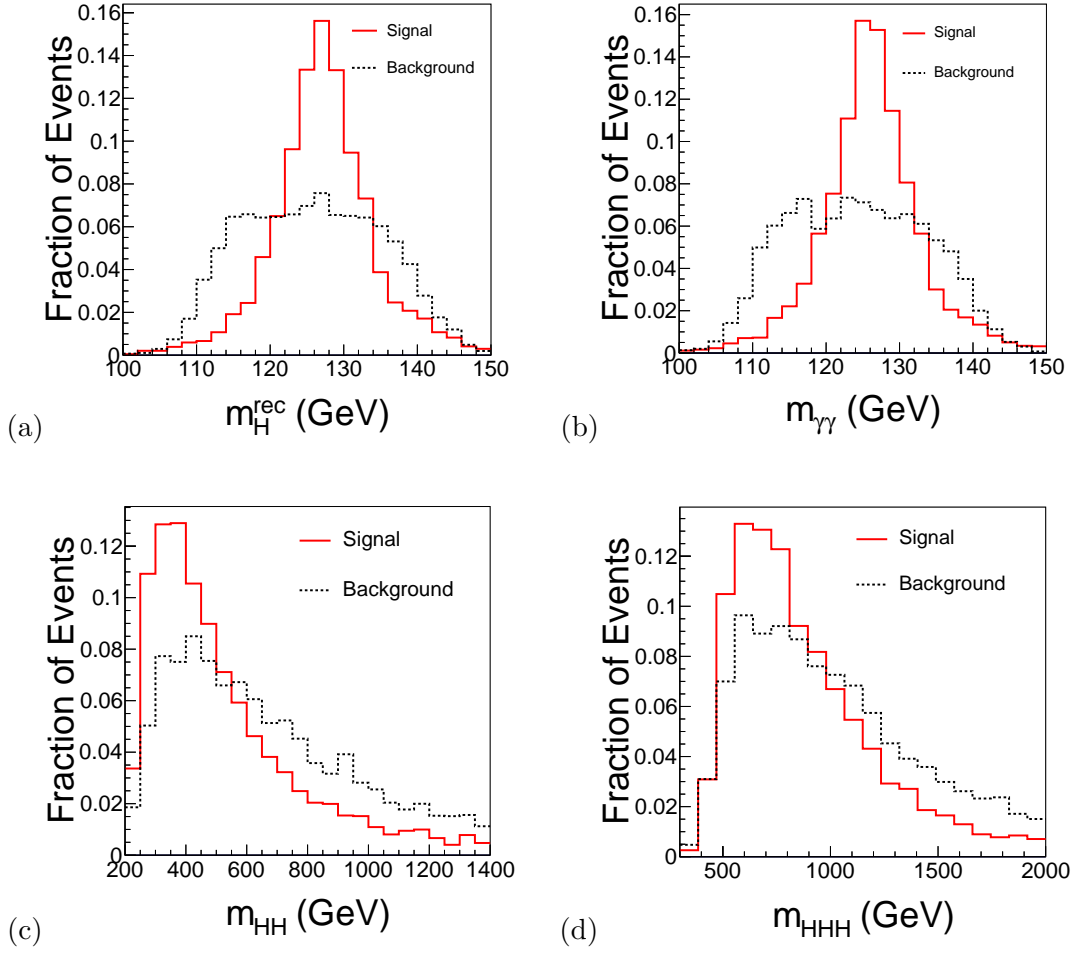 0.16
0.14
0.12
0.1
0.08
0.06
0.04
0.02
0
Fraction of Events
Signal
Background
100 110 120 130 140 150
m_H^rec (GeV)
(a)
0.16
0.14
0.12
0.1
0.08
0.06
0.04
0.02
0
Fraction of Events
Signal
Background
100 110 120 130 140 150
m_γγ (GeV)
(b)
0.12
0.1
0.08
0.06
0.04
0.02
0
Fraction of Events
Signal
Background
200 400 600 800 1000 1200 1400
m_HH (GeV)
(c)
0.12
0.1
0.08
0.06
0.04
0.02
0
Fraction of Events
Signal
Background
500 1000 1500 2000
m_HHH (GeV)
(d)